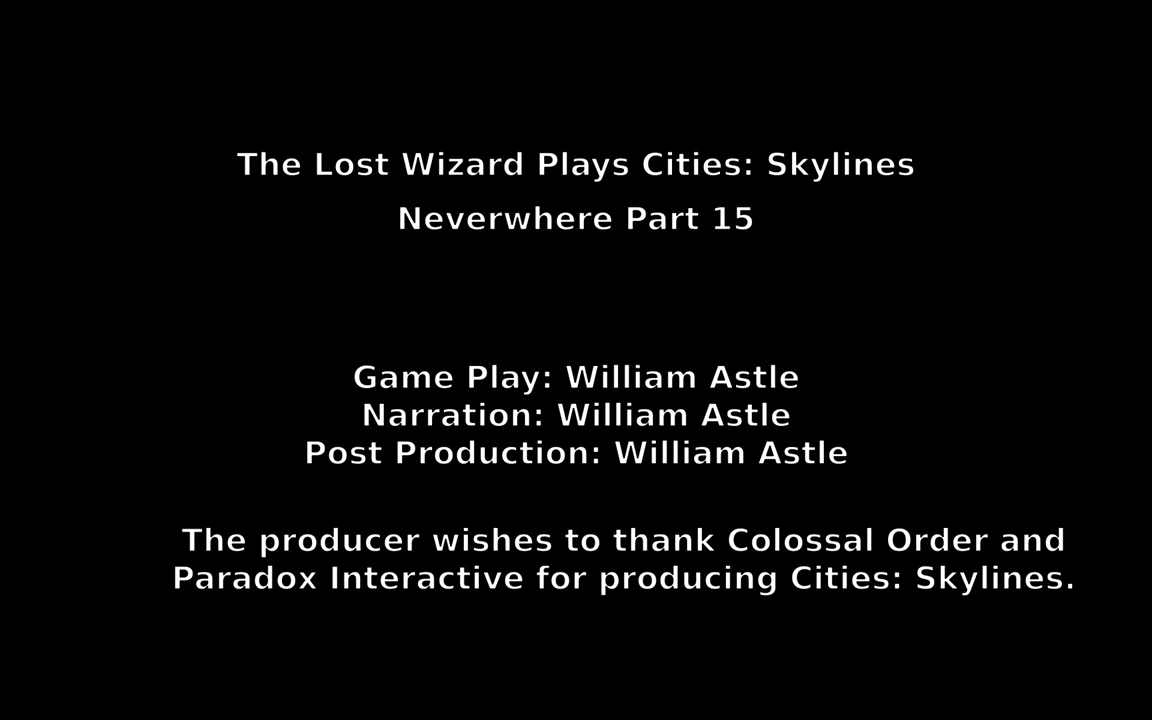 The Lost Wizard Plays Cities: Skylines
Neverwhere Part 15
Game Play: William Astle
Narration: William Astle
Post Production: William Astle
The producer wishes to thank Colossal Order and
Paradox Interactive for producing Cities: Skylines.